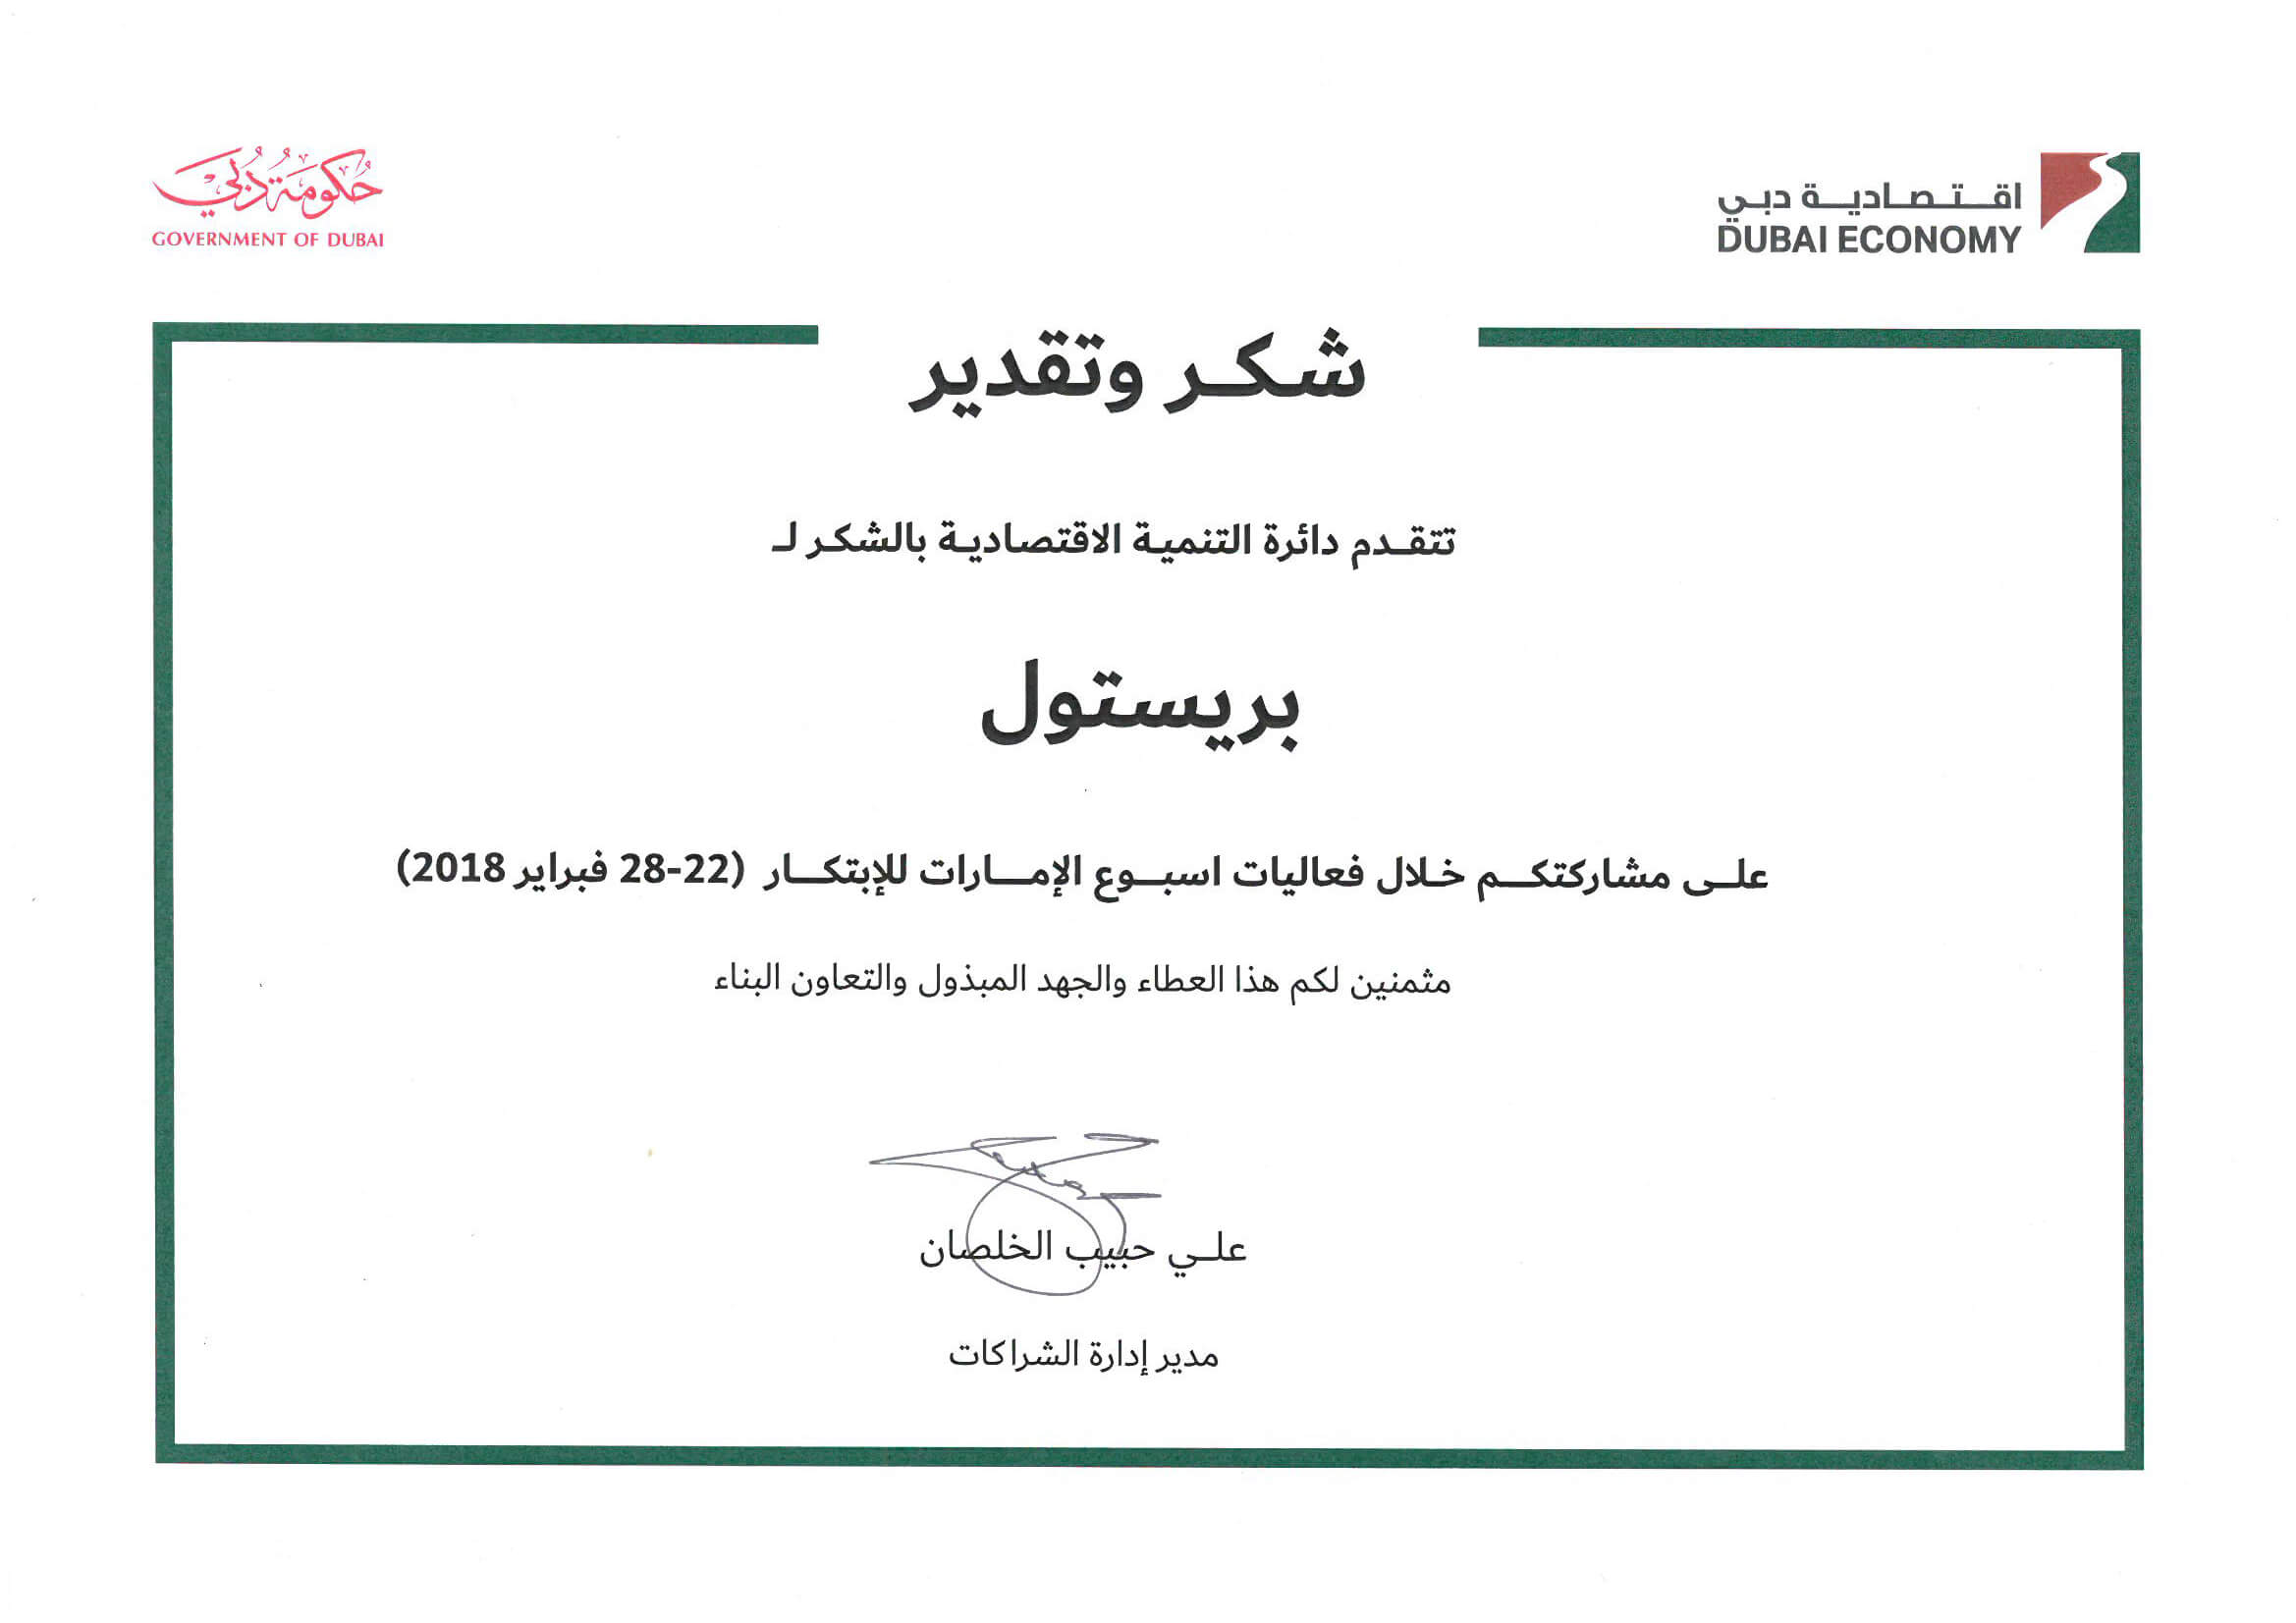 حكومة دبي
GOVERNMENT OF DUBAI
اقتصادية دبي
DUBAI ECONOMY
شكر وتقدير
تتقدم دائرة التنمية الاقتصادية بالشكر لـ
بريستول
على مشاركتكم خلال فعاليات اسبوع الإمارات للإبتكار (22-28 فبراير 2018)
مثمنين لكم هذا العطاء والجهد المبذول والتعاون البناء
علي حبيب الخلصان
مدير إدارة الشراكات